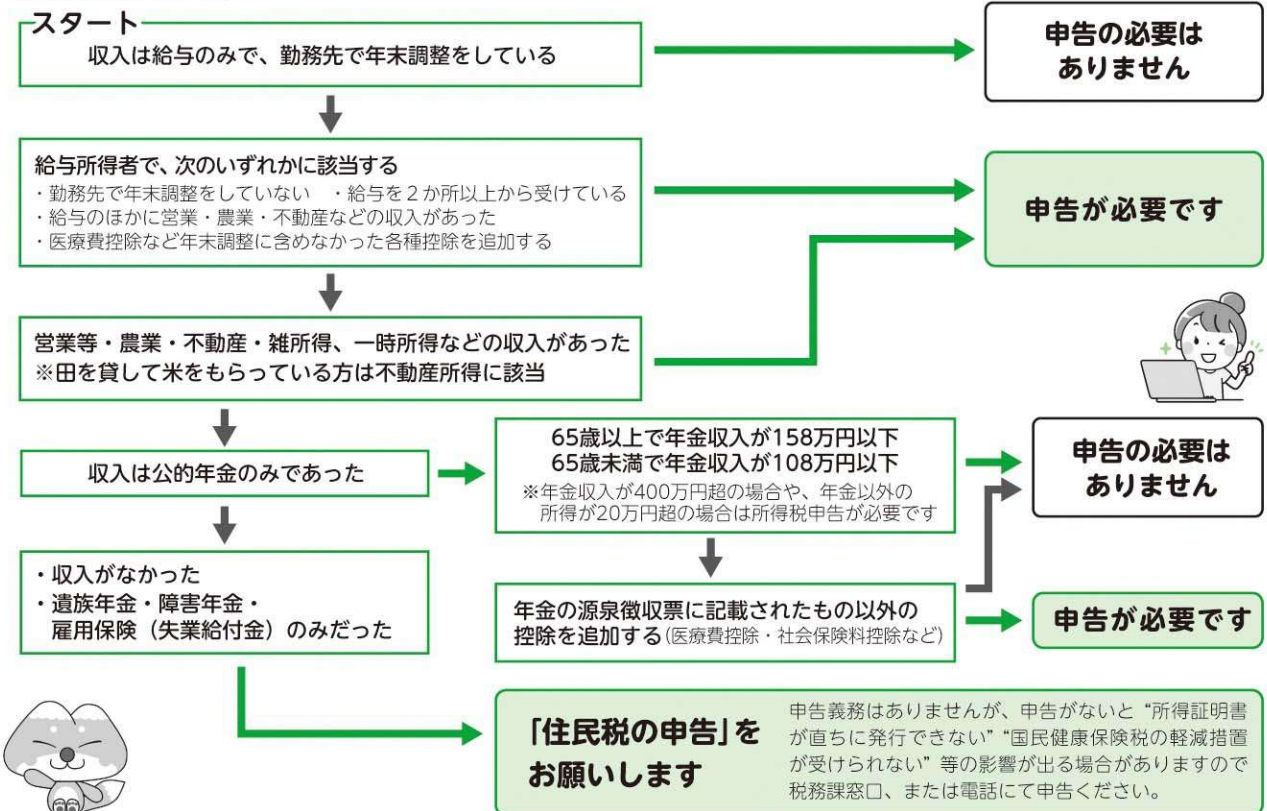 スタート
収入は給与のみで、勤務先で年末調整をしている
申告の必要は
ありません
給与所得者で、次のいずれかに該当する
・勤務先で年末調整をしていない　・給与を２か所以上から受けている
・給与のほかに営業・農業・不動産などの収入があった
・医療費控除など年末調整に含めなかった各種控除を追加する
申告が必要です
営業等・農業・不動産・雑所得、一時所得などの収入があった
※田を貸して米をもらっている方は不動産所得に該当
収入は公的年金のみであった
65歳以上で年金収入が158万円以下
65歳未満で年金収入が108万円以下
※年金収入が400万円超の場合や、年金以外の
所得が20万円超の場合は所得税申告が必要です
申告の必要は
ありません
・収入がなかった
・遺族年金・障害年金・
雇用保険（失業給付金）のみだった
年金の源泉徴収票に記載されたもの以外の
控除を追加する（医療費控除・社会保険料控除など）
申告が必要です
「住民税の申告」を
お願いします
申告義務はありませんが、申告がないと“所得証明書
が直ちに発行できない”“国民健康保険税の軽減措置
が受けられない”等の影響が出る場合がありますので
税務課窓口、または電話にて申告ください。